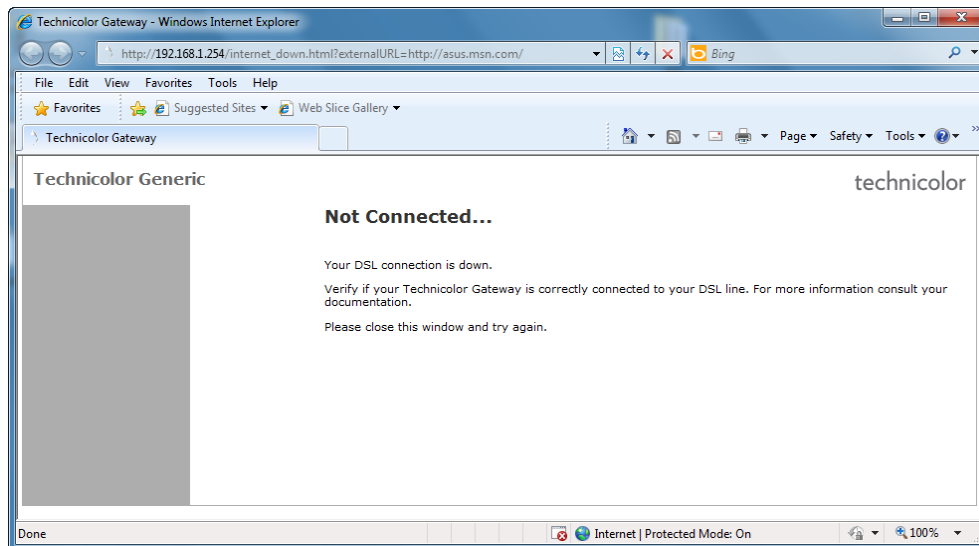 Technicolor Gateway - Windows Internet Explorer
http://192.168.1.254/internet_down.html?externalURL=http://asus.msn.com/
Bing
File Edit View Favorites Tools Help
Favorites Suggested Sites Web Slice Gallery
Technicolor Gateway
Page Safety Tools
Technicolor Generic
technicolor
Not Connected...
Your DSL connection is down.
Verify if your Technicolor Gateway is correctly connected to your DSL line. For more information consult your
documentation.
Please close this window and try again.
Done
Internet | Protected Mode: On
100%